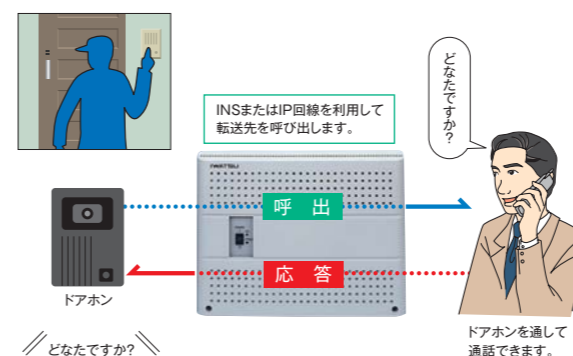 INSまたはIP回線を利用して
転送先を呼び出します。
どなたですか？
IWATSU
呼出
応答
ドアホン
どなたですか?
ドアホンを通して
通話できます。